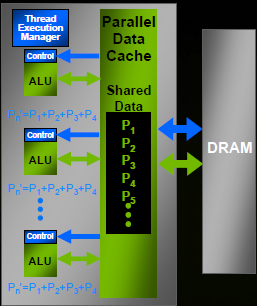 Thread
Execution
Manager
Control
ALU
Pn'=P1+P2+P3+P4
Control
ALU
Pn'=P1+P2+P3+P4
Control
ALU
Pn'=P1+P2+P3+P4
Parallel
Data
Cache
Shared
Data
P1
P2
P3
P4
P5
DRAM